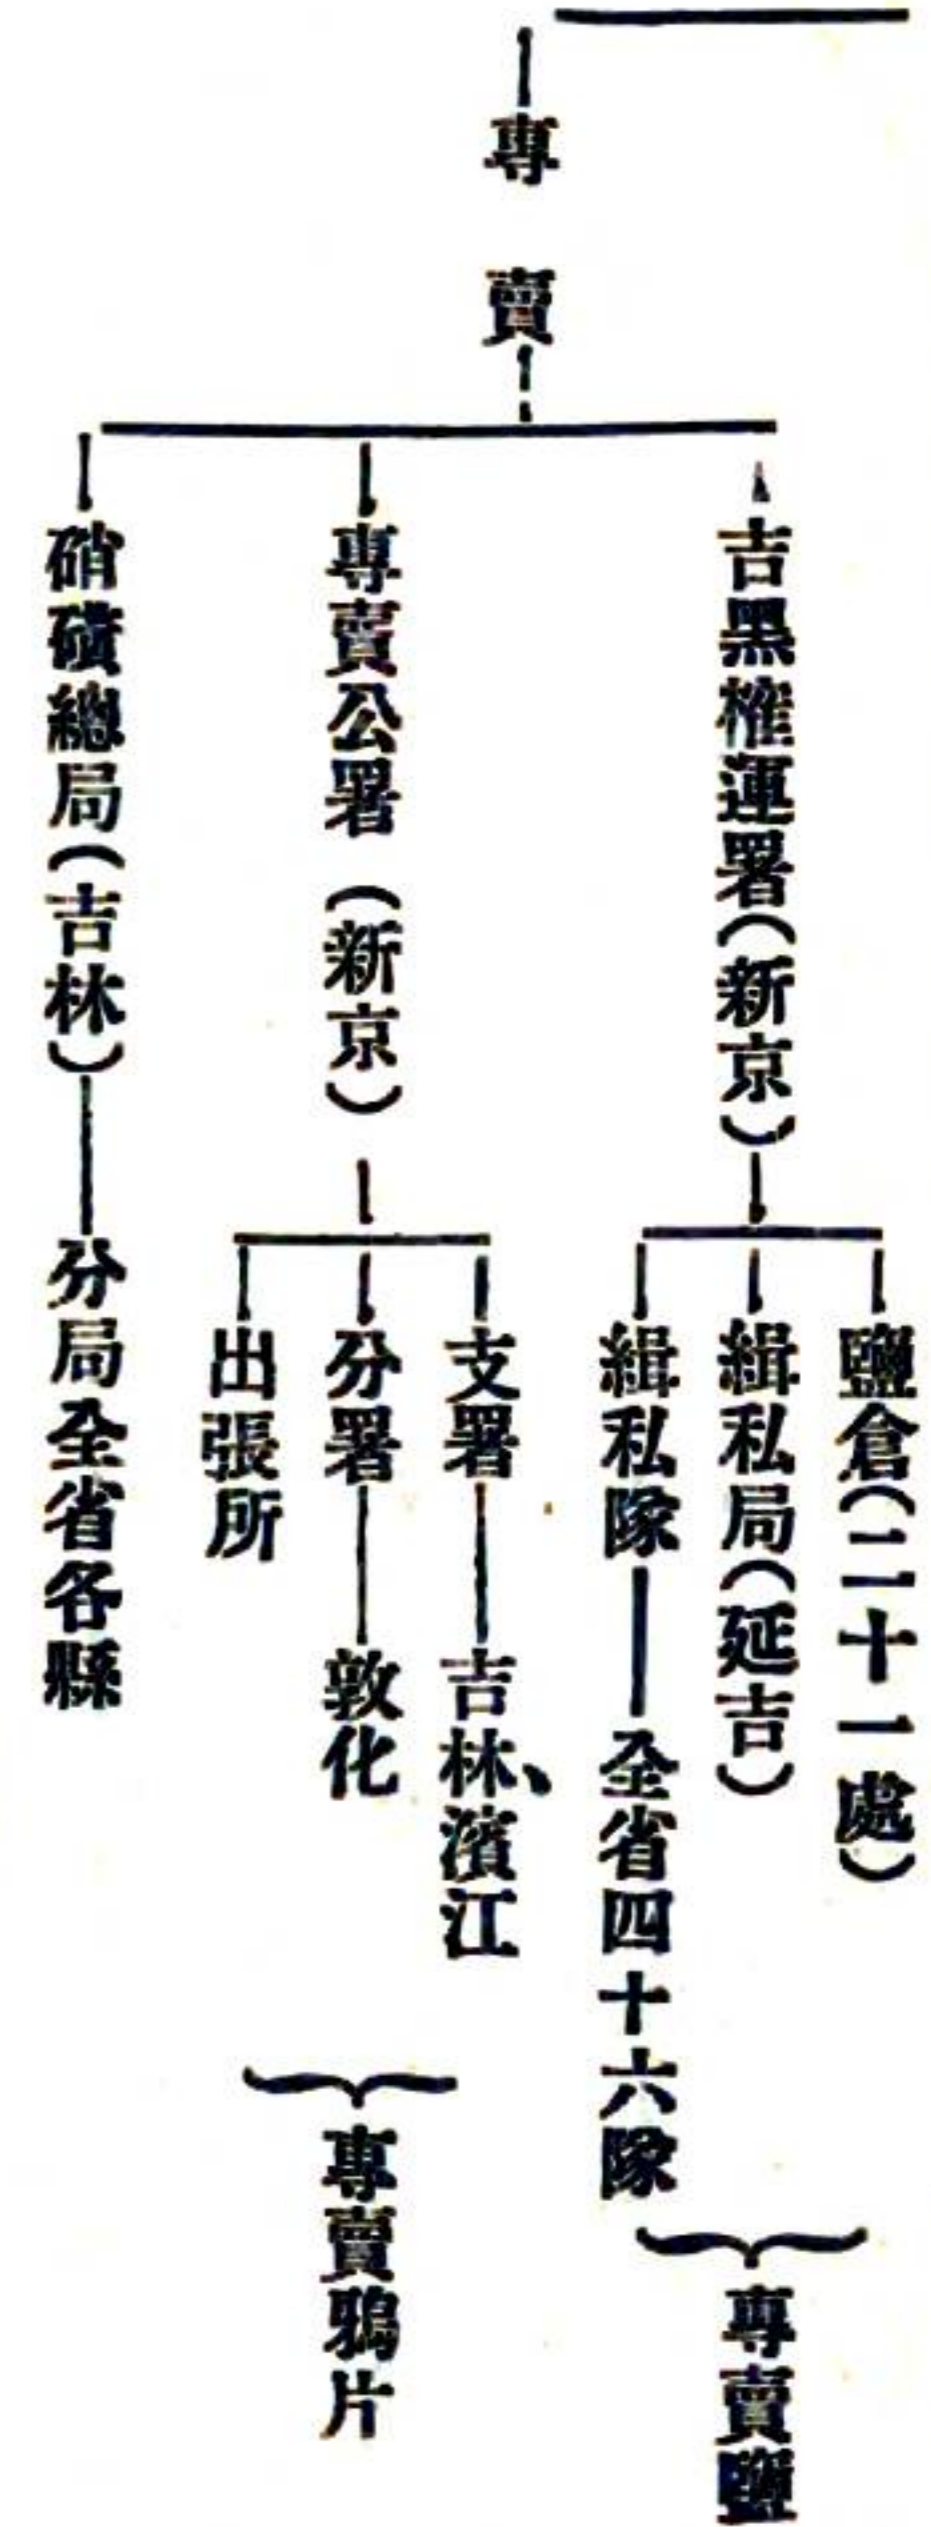 專賣
吉黑榷運署(新京)
鹽倉(二十一處)
緝私局(延吉)
緝私隊
全省四十六隊
專賣鹽
專賣公署(新京)
支署
吉林、濱江
分署
敦化
出張所
專賣鴉片
硝磺總局(吉林)
分局全省各縣